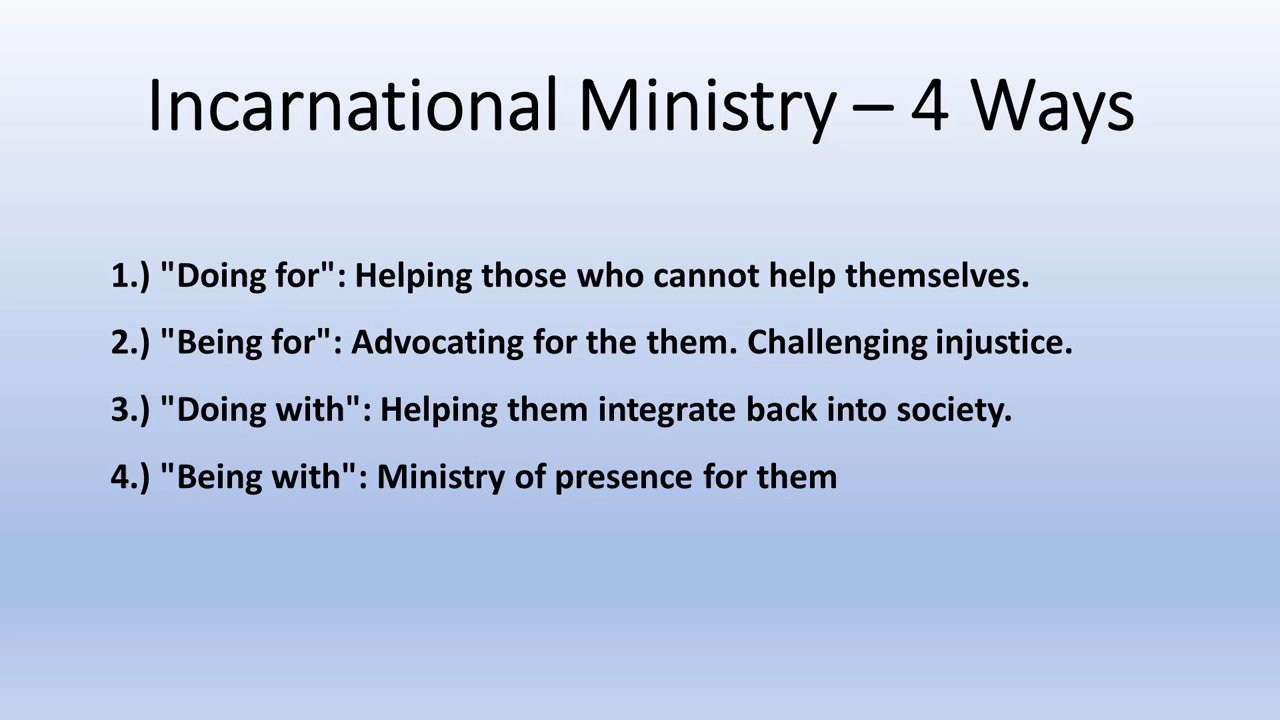 Incarnational Ministry – 4 Ways
1.) "Doing for": Helping those who cannot help themselves.
2.) "Being for": Advocating for the them. Challenging injustice.
3.) "Doing with": Helping them integrate back into society.
4.) "Being with": Ministry of presence for them